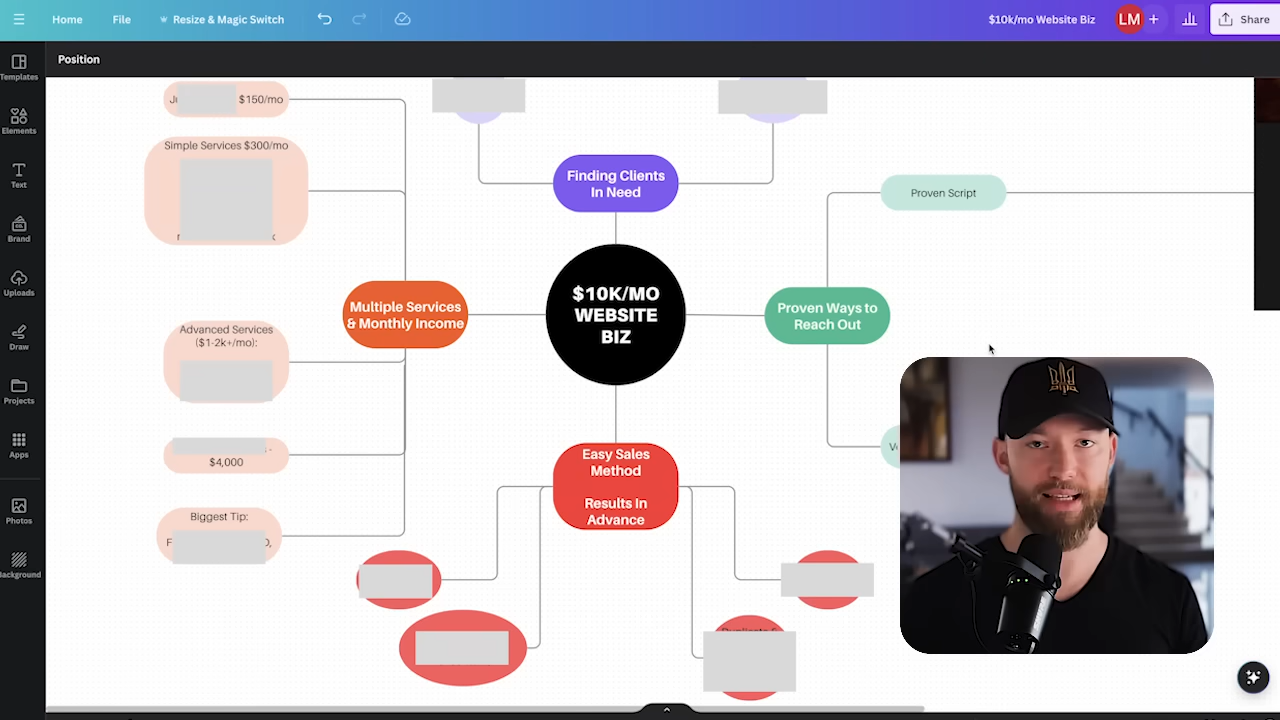 Home
File
Resize & Magic Switch
$10k/mo Website Biz
LM
Share
Position
Templates
Elements
Text
Brand
Uploads
Draw
Projects
Apps
Photos
Background
$150/mo
Simple Services $300/mo
Advanced Services
($1-2k+/mo):
$4,000
Biggest Tip:
Multiple Services
& Monthly Income
Finding Clients
In Need
$10K/MO
WEBSITE
BIZ
Easy Sales
Method
Results In
Advance
Proven Ways to
Reach Out
Proven Script